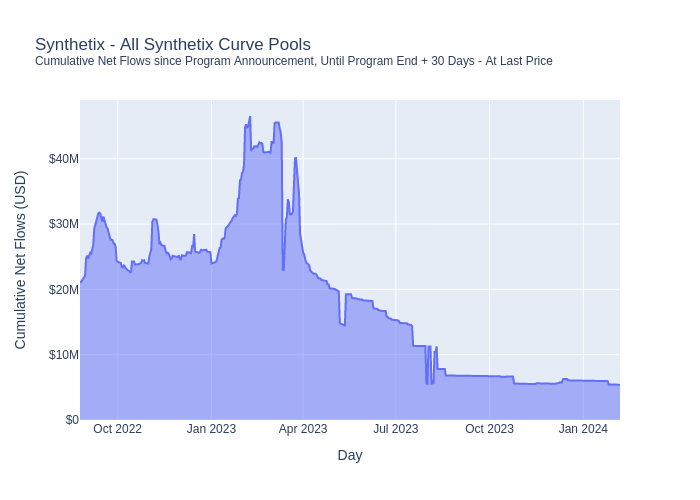 Synthetix - All Synthetix Curve Pools
Cumulative Net Flows since Program Announcement, Until Program End + 30 Days - At Last Price
Cumulative Net Flows (USD)
$40M
$30M
$20M
$10M
$0
Oct 2022 Jan 2023 Apr 2023 Jul 2023 Oct 2023 Jan 2024
Day